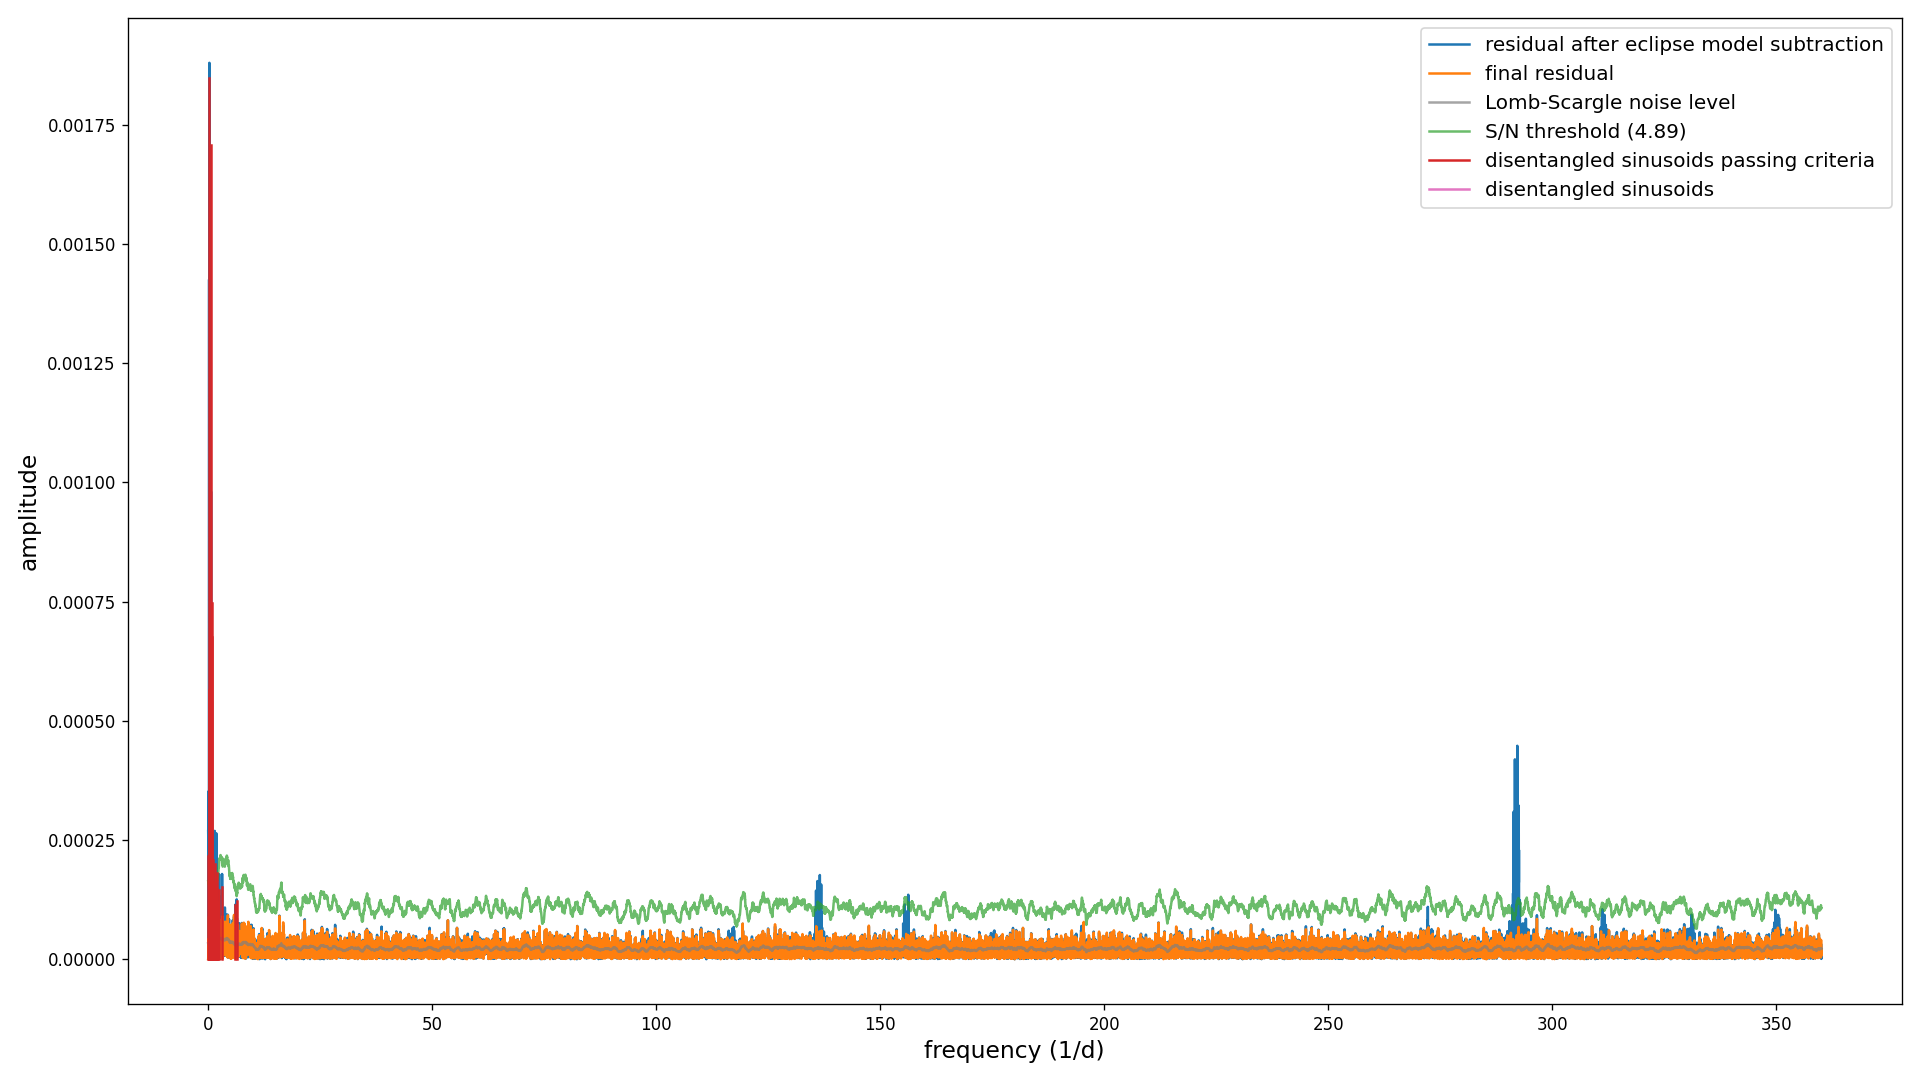 residual after eclipse model subtraction
final residual
Lomb-Scargle noise level
S/N threshold (4.89)
disentangled sinusoids passing criteria
disentangled sinusoids
amplitude
0.00175
0.00150
0.00125
0.00100
0.00075
0.00050
0.00025
0.00000
0 50 100 150 200 250 300 350
frequency (1/d)